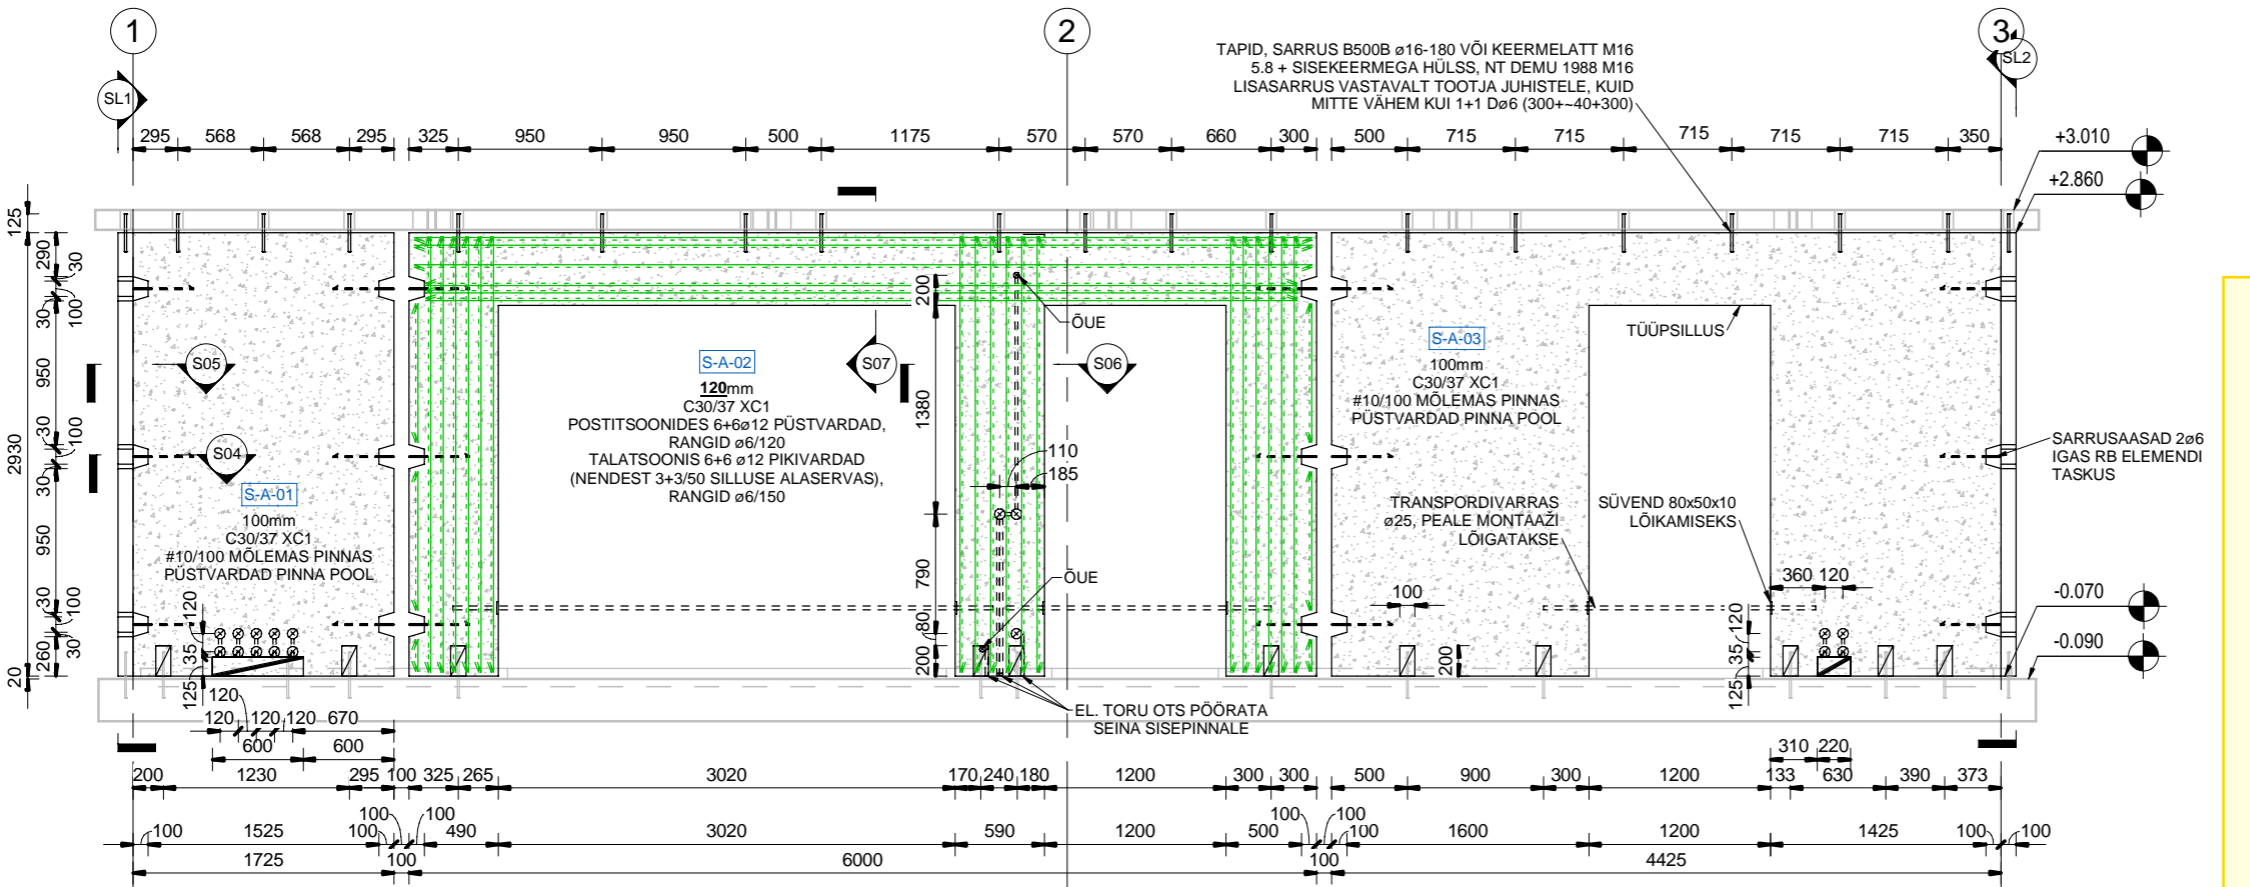 1
2
3
SL1
SL2
TAPID, SARRUS B500B ø16-180 VÕI KEERMELATT M16
5.8 + SISEKEERMEGA HÜLSS, NT DEMU 1988 M16
LISASARRUS VASTAVALT TOOTJA JUHISTELE, KUID
MITTE VÄHEM KUI 1+1 Dø6 (300+~40+300)
295 568 568 295 325 950 950 500 1175 570 570 660 300 500 715 715 715 715 715 350
+3.010
+2.860
125
290
30
30
100
950
2930
30
100
30
950
30
100
260
30
20
S05
S04
S-A-01
100mm
C30/37 XC1
#10/100 MÕLEMAS PINNAS
PÜSTVARDAD PINNA POOL
120
35
125
S-A-02
120mm
C30/37 XC1
POSTITSOONIDES 6+6ø12 PÜSTVARDAD,
RANGID ø6/120
TALATSOONIS 6+6 ø12 PIKIVARDAD
(NENDEST 3+3/50 SILLUSE ALASERVAS),
RANGID ø6/150
S07
200
ÕUE
1380
S06
110
185
790
ÕUE
80
200
S-A-03
100mm
C30/37 XC1
#10/100 MÕLEMAS PINNAS
PÜSTVARDAD PINNA POOL
TÜÜPSILLUS
SARRUSAASAD 2ø6
IGAS RB ELEMENDI
TASKUS
TRANSPORDIVARRAS
ø25, PEALE MONTAAŽI
LÕIGATAKSE
SÜVEND 80x50x10
LÕIKAMISEKS
100
200
360 120
120
35
125
-0.070
-0.090
EL. TORU OTS PÖÖRATA
SEINA SISEPINNALE
120
120 120 120 670
600 600
310 220
200 1230 295 100 325 265 3020 170 240 180 1200 300 300 500 900 300 1200 133 630 390 373
100 1525 100 100 100 490 3020 590 1200 500 100 100 100 1600 1200 1425 100 100
1725 100 6000 100 4425